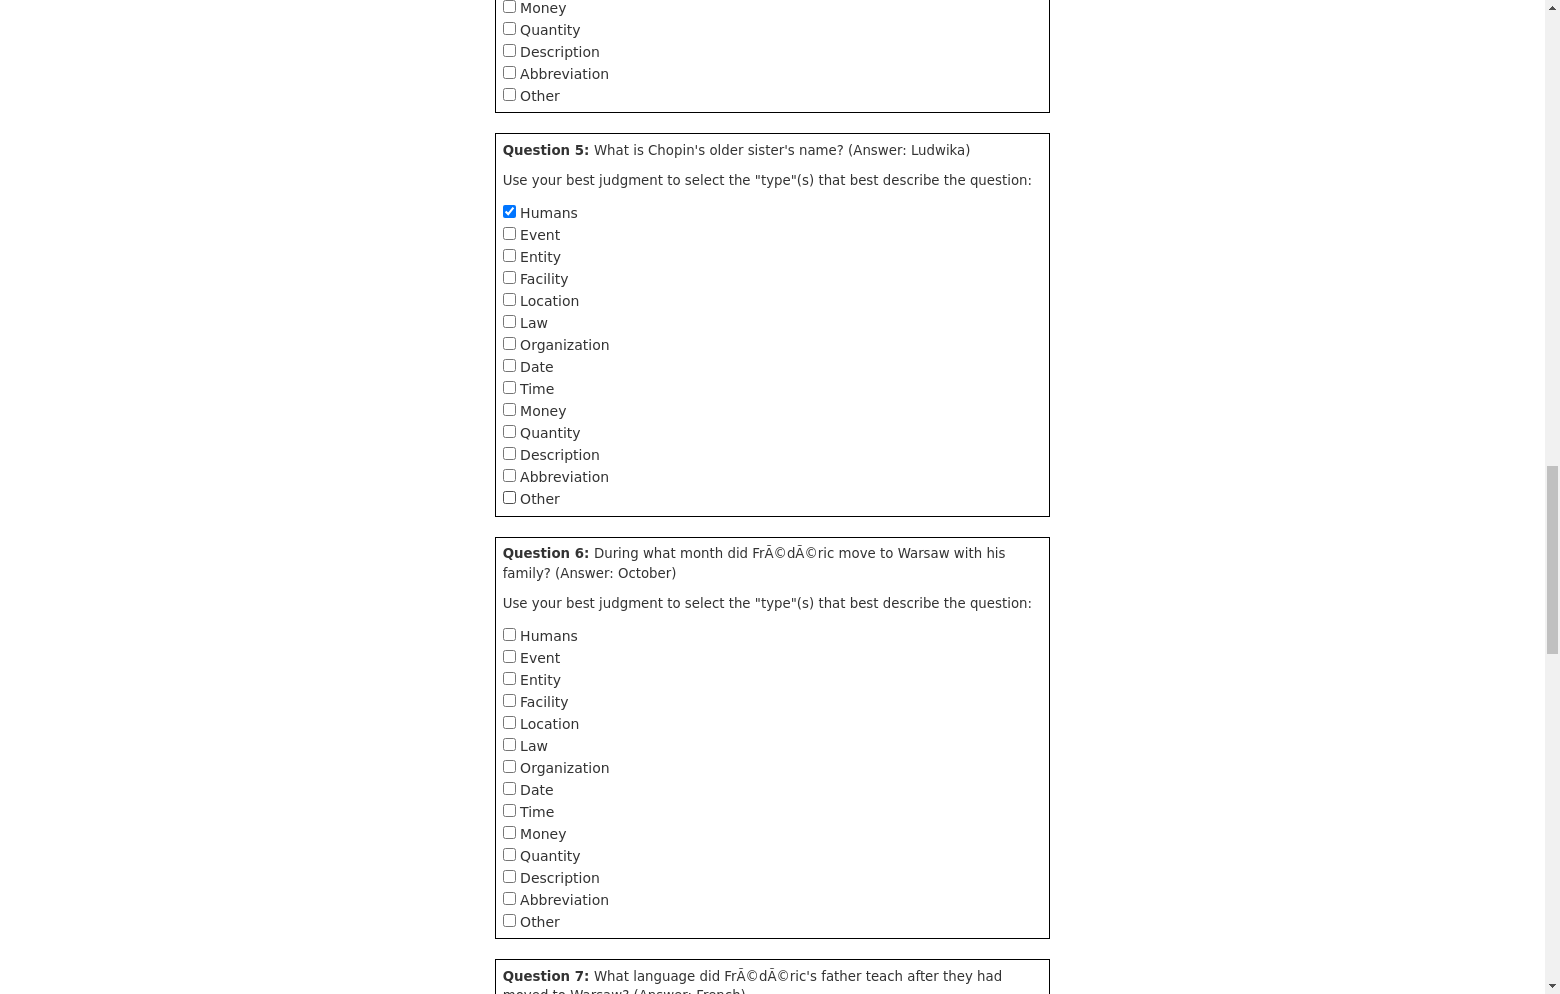 Money
Quantity
Description
Abbreviation
Other
Question 5: What is Chopin's older sister's name? (Answer: Ludwika)
Use your best judgment to select the "type"(s) that best describe the question:
Humans
Event
Entity
Facility
Location
Law
Organization
Date
Time
Money
Quantity
Description
Abbreviation
Other
Question 6: During what month did FrÃ©dÃ©ric move to Warsaw with his
family? (Answer: October)
Use your best judgment to select the "type"(s) that best describe the question:
Humans
Event
Entity
Facility
Location
Law
Organization
Date
Time
Money
Quantity
Description
Abbreviation
Other
Question 7: What language did FrÃ©dÃ©ric's father teach after they had
moved to Warsaw? (Answer: French)